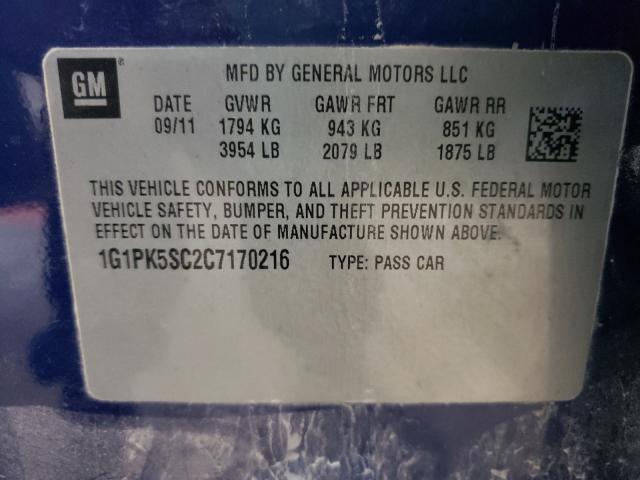 GM®
MFD BY GENERAL MOTORS LLC
DATE GVWR GAWR FRT GAWR RR
09/11 1794 KG 943 KG 851 KG
3954 LB 2079 LB 1875 LB
THIS VEHICLE CONFORMS TO ALL APPLICABLE U.S. FEDERAL MOTOR
VEHICLE SAFETY, BUMPER, AND THEFT PREVENTION STANDARDS IN
EFFECT ON THE DATE OF MANUFACTURE SHOWN ABOVE.
1G1PK5SC2C7170216 TYPE: PASS CAR